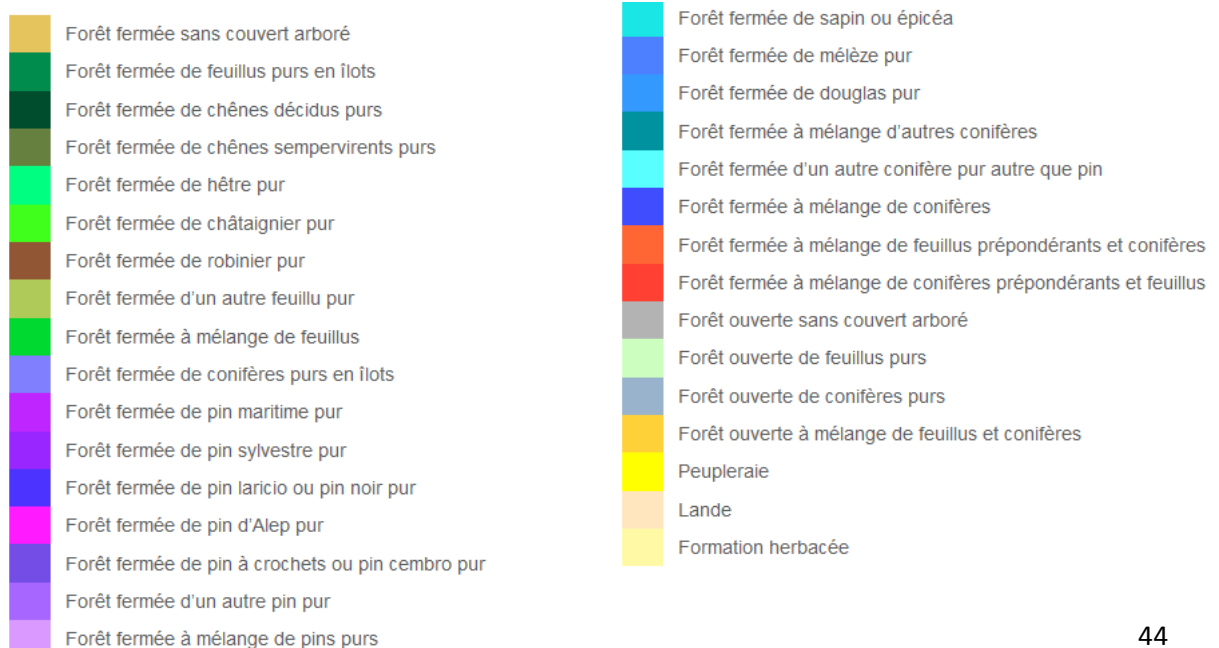 Forêt fermée sans couvert arboré
Forêt fermée de feuillus purs en îlots
Forêt fermée de chênes décidus purs
Forêt fermée de chênes sempervirents purs
Forêt fermée de hêtre pur
Forêt fermée de châtaignier pur
Forêt fermée de robinier pur
Forêt fermée d'un autre feuillu pur
Forêt fermée à mélange de feuillus
Forêt fermée de conifères purs en îlots
Forêt fermée de pin maritime pur
Forêt fermée de pin sylvestre pur
Forêt fermée de pin laricio ou pin noir pur
Forêt fermée de pin d'Alep pur
Forêt fermée de pin à crochets ou pin cembro pur
Forêt fermée d'un autre pin pur
Forêt fermée à mélange de pins purs
Forêt fermée de sapin ou épicéa
Forêt fermée de mélèze pur
Forêt fermée de douglas pur
Forêt fermée à mélange d'autres conifères
Forêt fermée d'un autre conifère pur autre que pin
Forêt fermée à mélange de conifères
Forêt fermée à mélange de feuillus prépondérants et conifères
Forêt fermée à mélange de conifères prépondérants et feuillus
Forêt ouverte sans couvert arboré
Forêt ouverte de feuillus purs
Forêt ouverte de conifères purs
Forêt ouverte à mélange de feuillus et conifères
Peupleraie
Lande
Formation herbacée
44